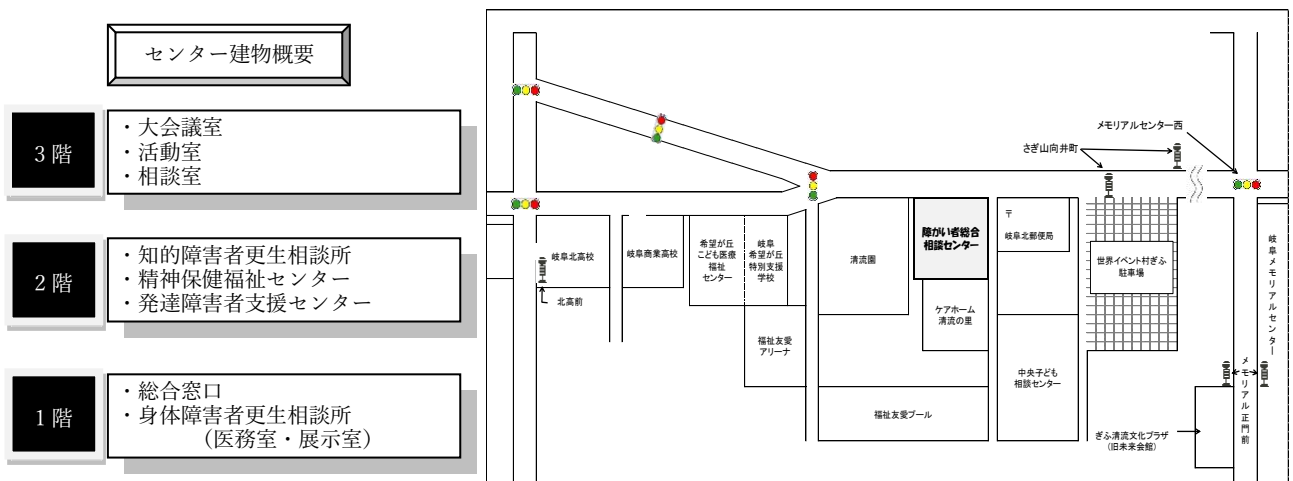 センター建物概要
3階
・大会議室
・活動室
・相談室
2階
・知的障害者更生相談所
・精神保健福祉センター
・発達障害者支援センター
1階
・総合窓口
・身体障害者更生相談所
（医務室・展示室）
メモリアルセンター西
さぎ山向井町
岐阜北高校
北高前
岐阜商業高校
希望が丘
こども医療
福祉
センター
岐阜
希望が丘
特別支援
学校
清流園
障がい者総合
相談センター
〒
岐阜北郵便局
世界イベント村ぎふ
駐車場
岐阜メモリアルセンター
ケアホーム
清流の里
福祉友愛
アリーナ
中央子ども
相談センター
メモリアル正門前
福祉友愛プール
ぎふ清流文化プラザ
（旧未来会館）